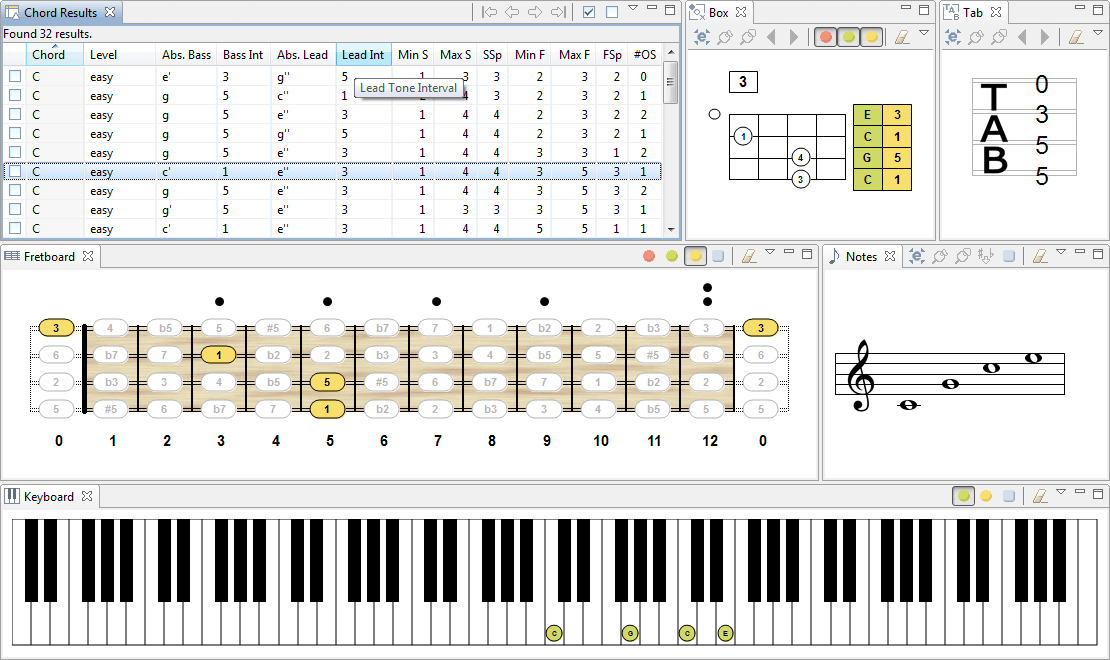 Chord Results
Found 32 results.
Chord Level Abs. Bass Bass Int Abs. Lead Lead Int Min S Max S SSp Min F Max F FSp #OS
C easy e' 3 g'' 5 1 3 3 2 3 2 0
Lead Tone Interval
C easy g 5 c'' 1 4 3 2 3 2 1
C easy g 5 e'' 3 1 4 4 2 3 2 2
C easy g 5 g'' 5 1 4 4 2 3 2 1
C easy g 5 e'' 3 1 4 4 3 3 1 2
C easy c' 1 e'' 3 1 4 4 3 5 3 1
C easy g 5 e'' 3 1 4 4 3 5 3 2
C easy g' 5 e'' 3 1 3 3 3 5 3 1
C easy c' 1 e'' 3 1 4 4 5 5 1 1
Box
3
1
4
3
E 3
C 1
G 5
C 1
Tab
TAB
0
3
5
5
Fretboard
3 4 b5 5 #5 6 b7 7 1 b2 2 b3 3 3
6 b7 7 1 b2 2 b3 3 4 b5 5 #5 6 6
2 b3 3 4 b5 5 #5 6 b7 7 1 b2 2 2
5 #5 6 b7 7 1 b2 2 b3 3 4 b5 5 5
0 1 2 3 4 5 6 7 8 9 10 11 12 0
Notes
Keyboard
C G C E